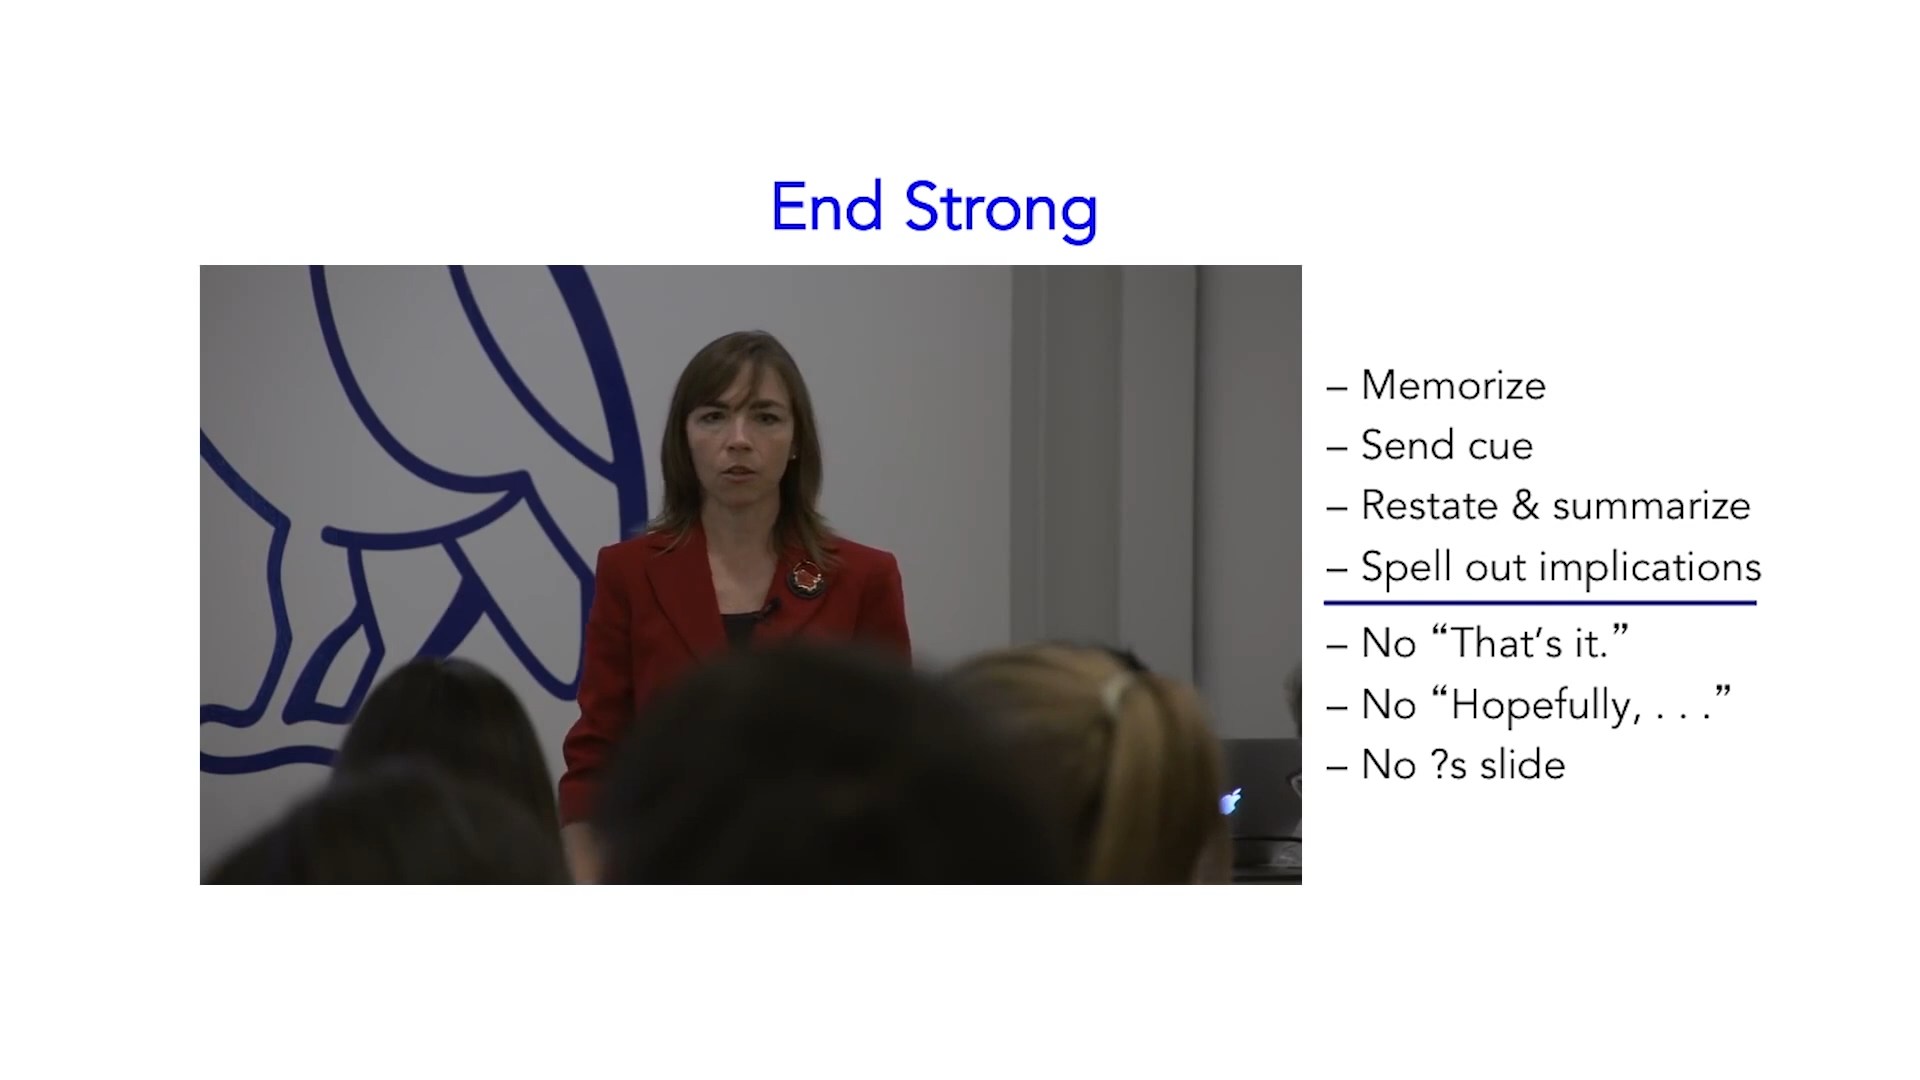 End Strong
– Memorize
– Send cue
– Restate & summarize
– Spell out implications
– No “That’s it.”
– No “Hopefully, . . .”
– No ?s slide